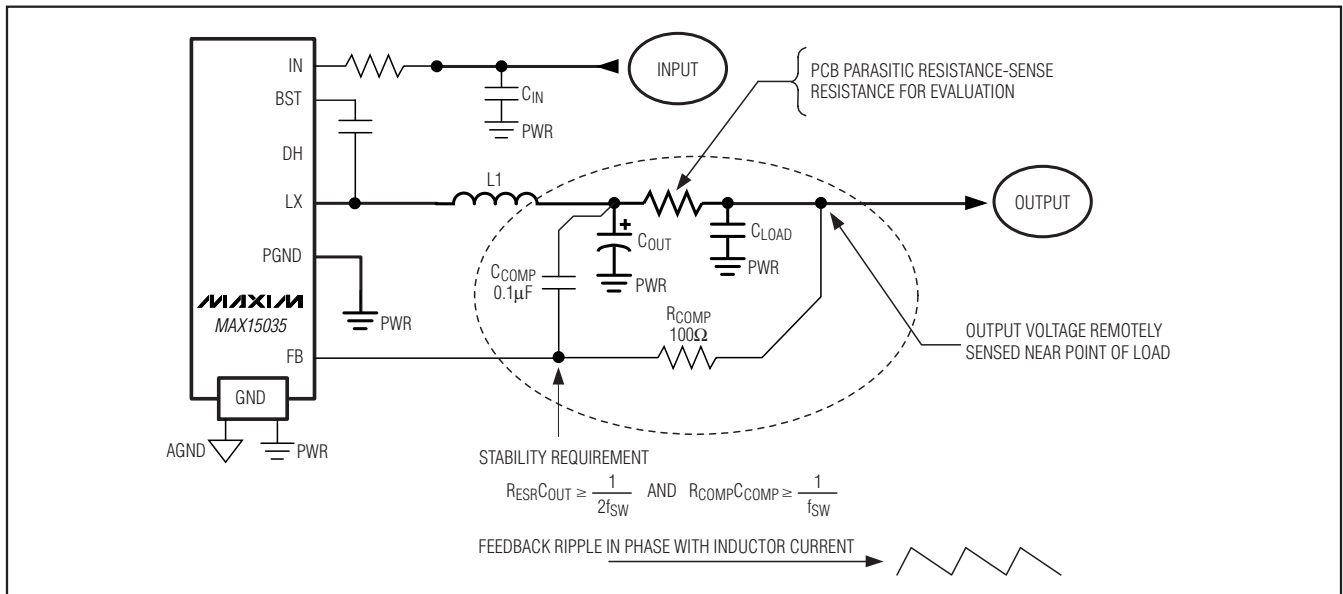 IN
INPUT
PCB PARASITIC RESISTANCE-SENSE
RESISTANCE FOR EVALUATION
BST
CIN
PWR
DH
L1
LX
OUTPUT
COUT
CLOAD
PGND
PWR
PWR
CCOMP
0.1µF
MAXIM
MAX15035
PWR
RCOMP
100Ω
OUTPUT VOLTAGE REMOTELY
SENSED NEAR POINT OF LOAD
FB
GND
AGND
PWR
STABILITY REQUIREMENT
RESRCOUT ≥ 1/2fSW AND RCOMPCCOMP ≥ 1/fSW
FEEDBACK RIPPLE IN PHASE WITH INDUCTOR CURRENT